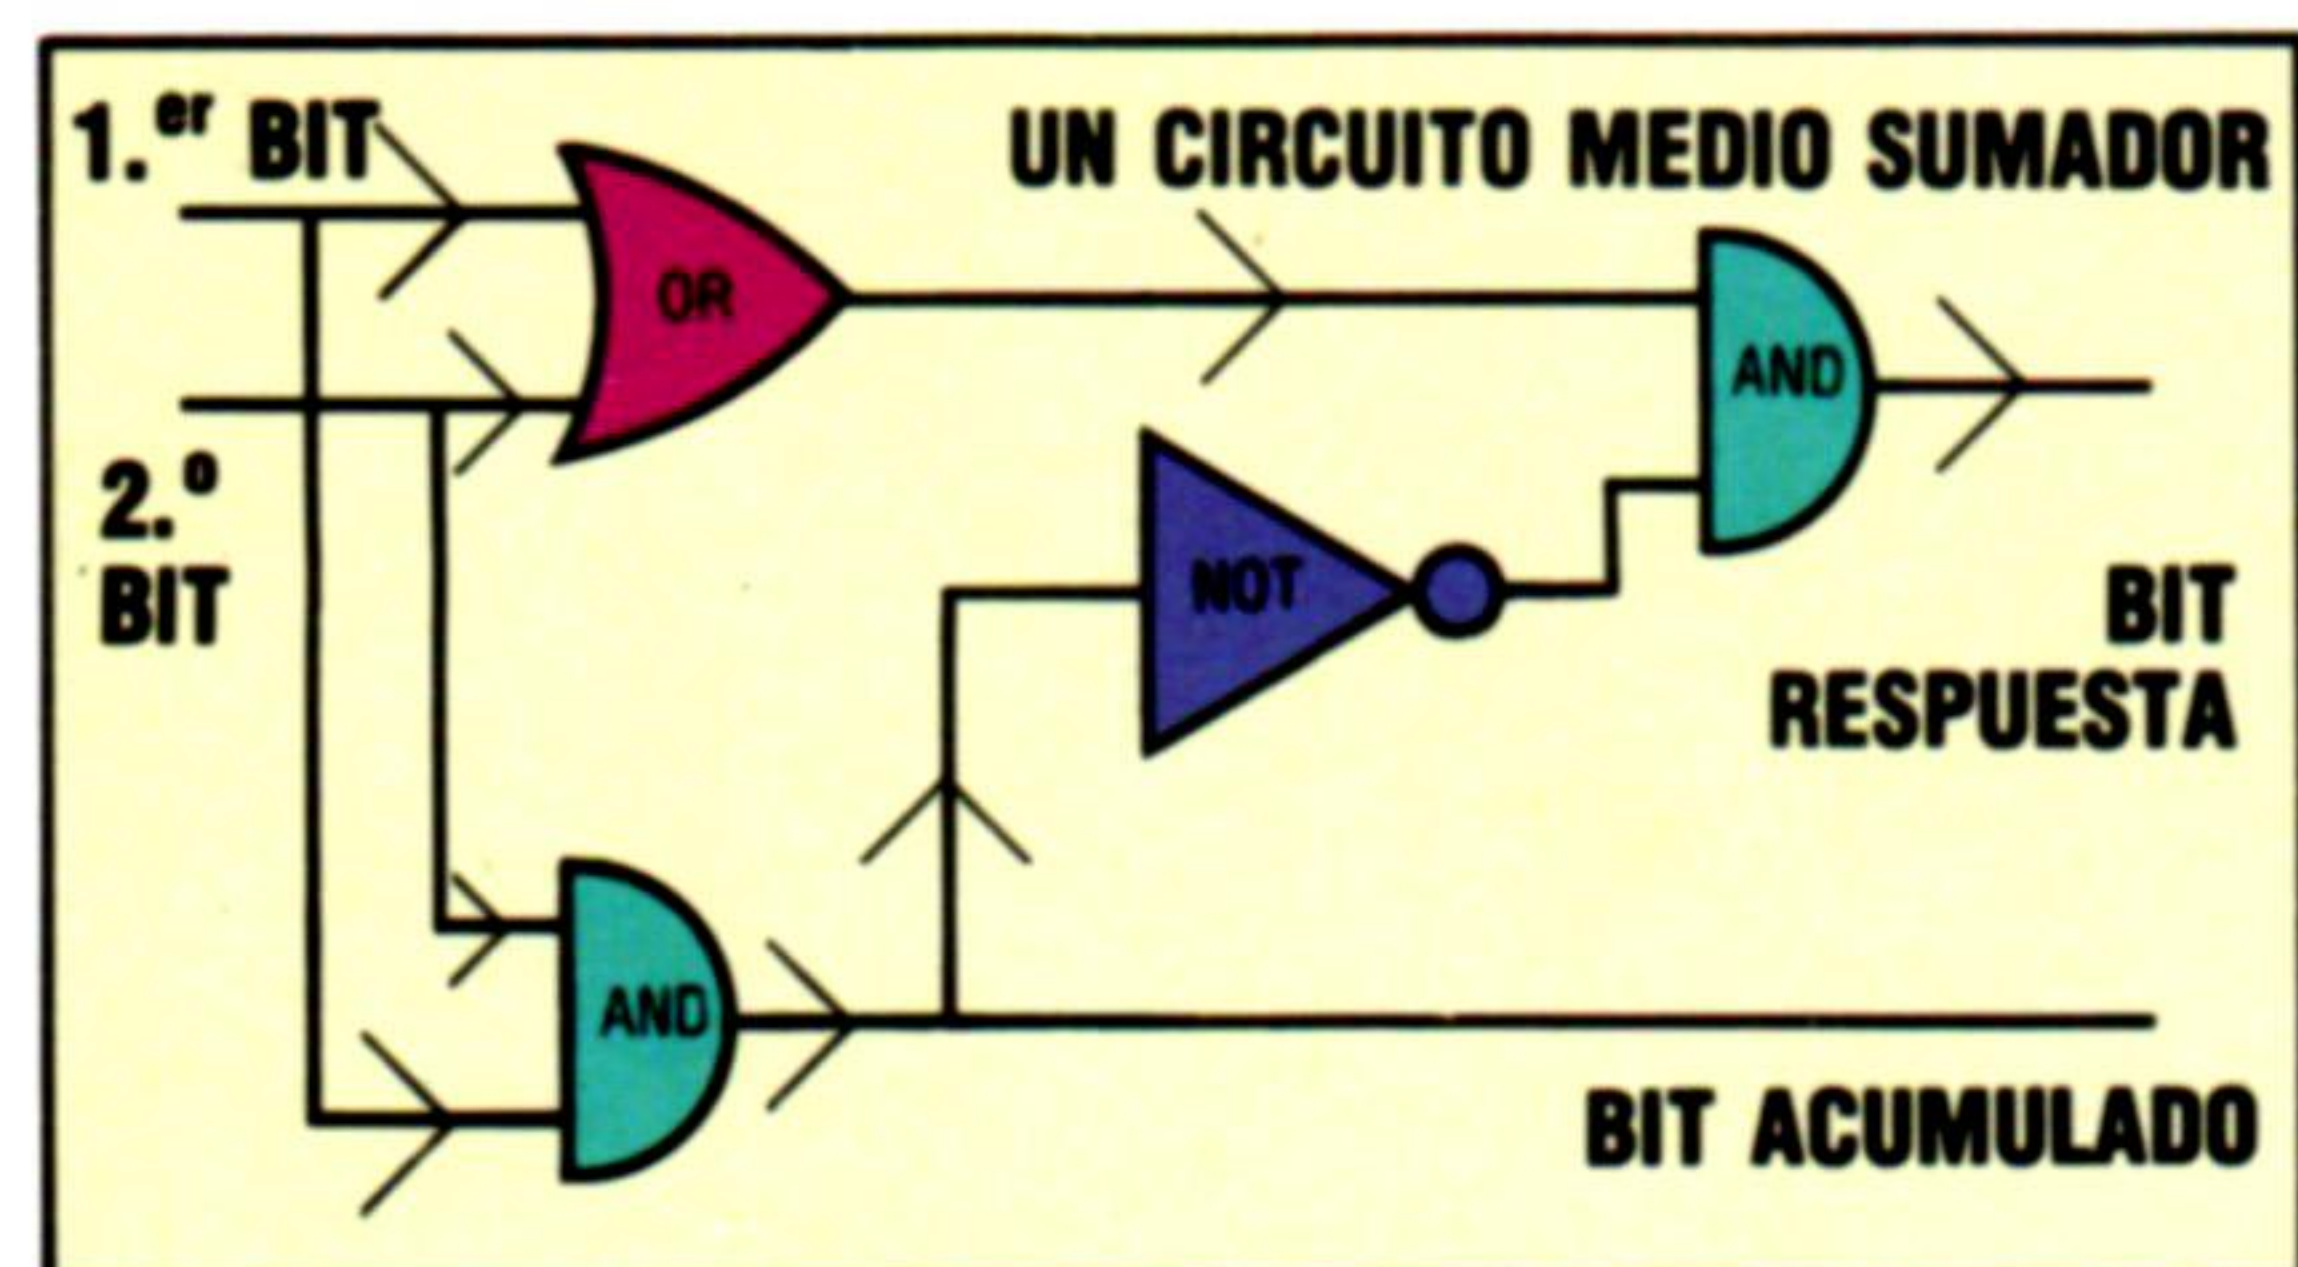 1.er BIT
UN CIRCUITO MEDIO SUMADOR
OR
AND
2.º
BIT
NOT
BIT
RESPUESTA
AND
BIT ACUMULADO